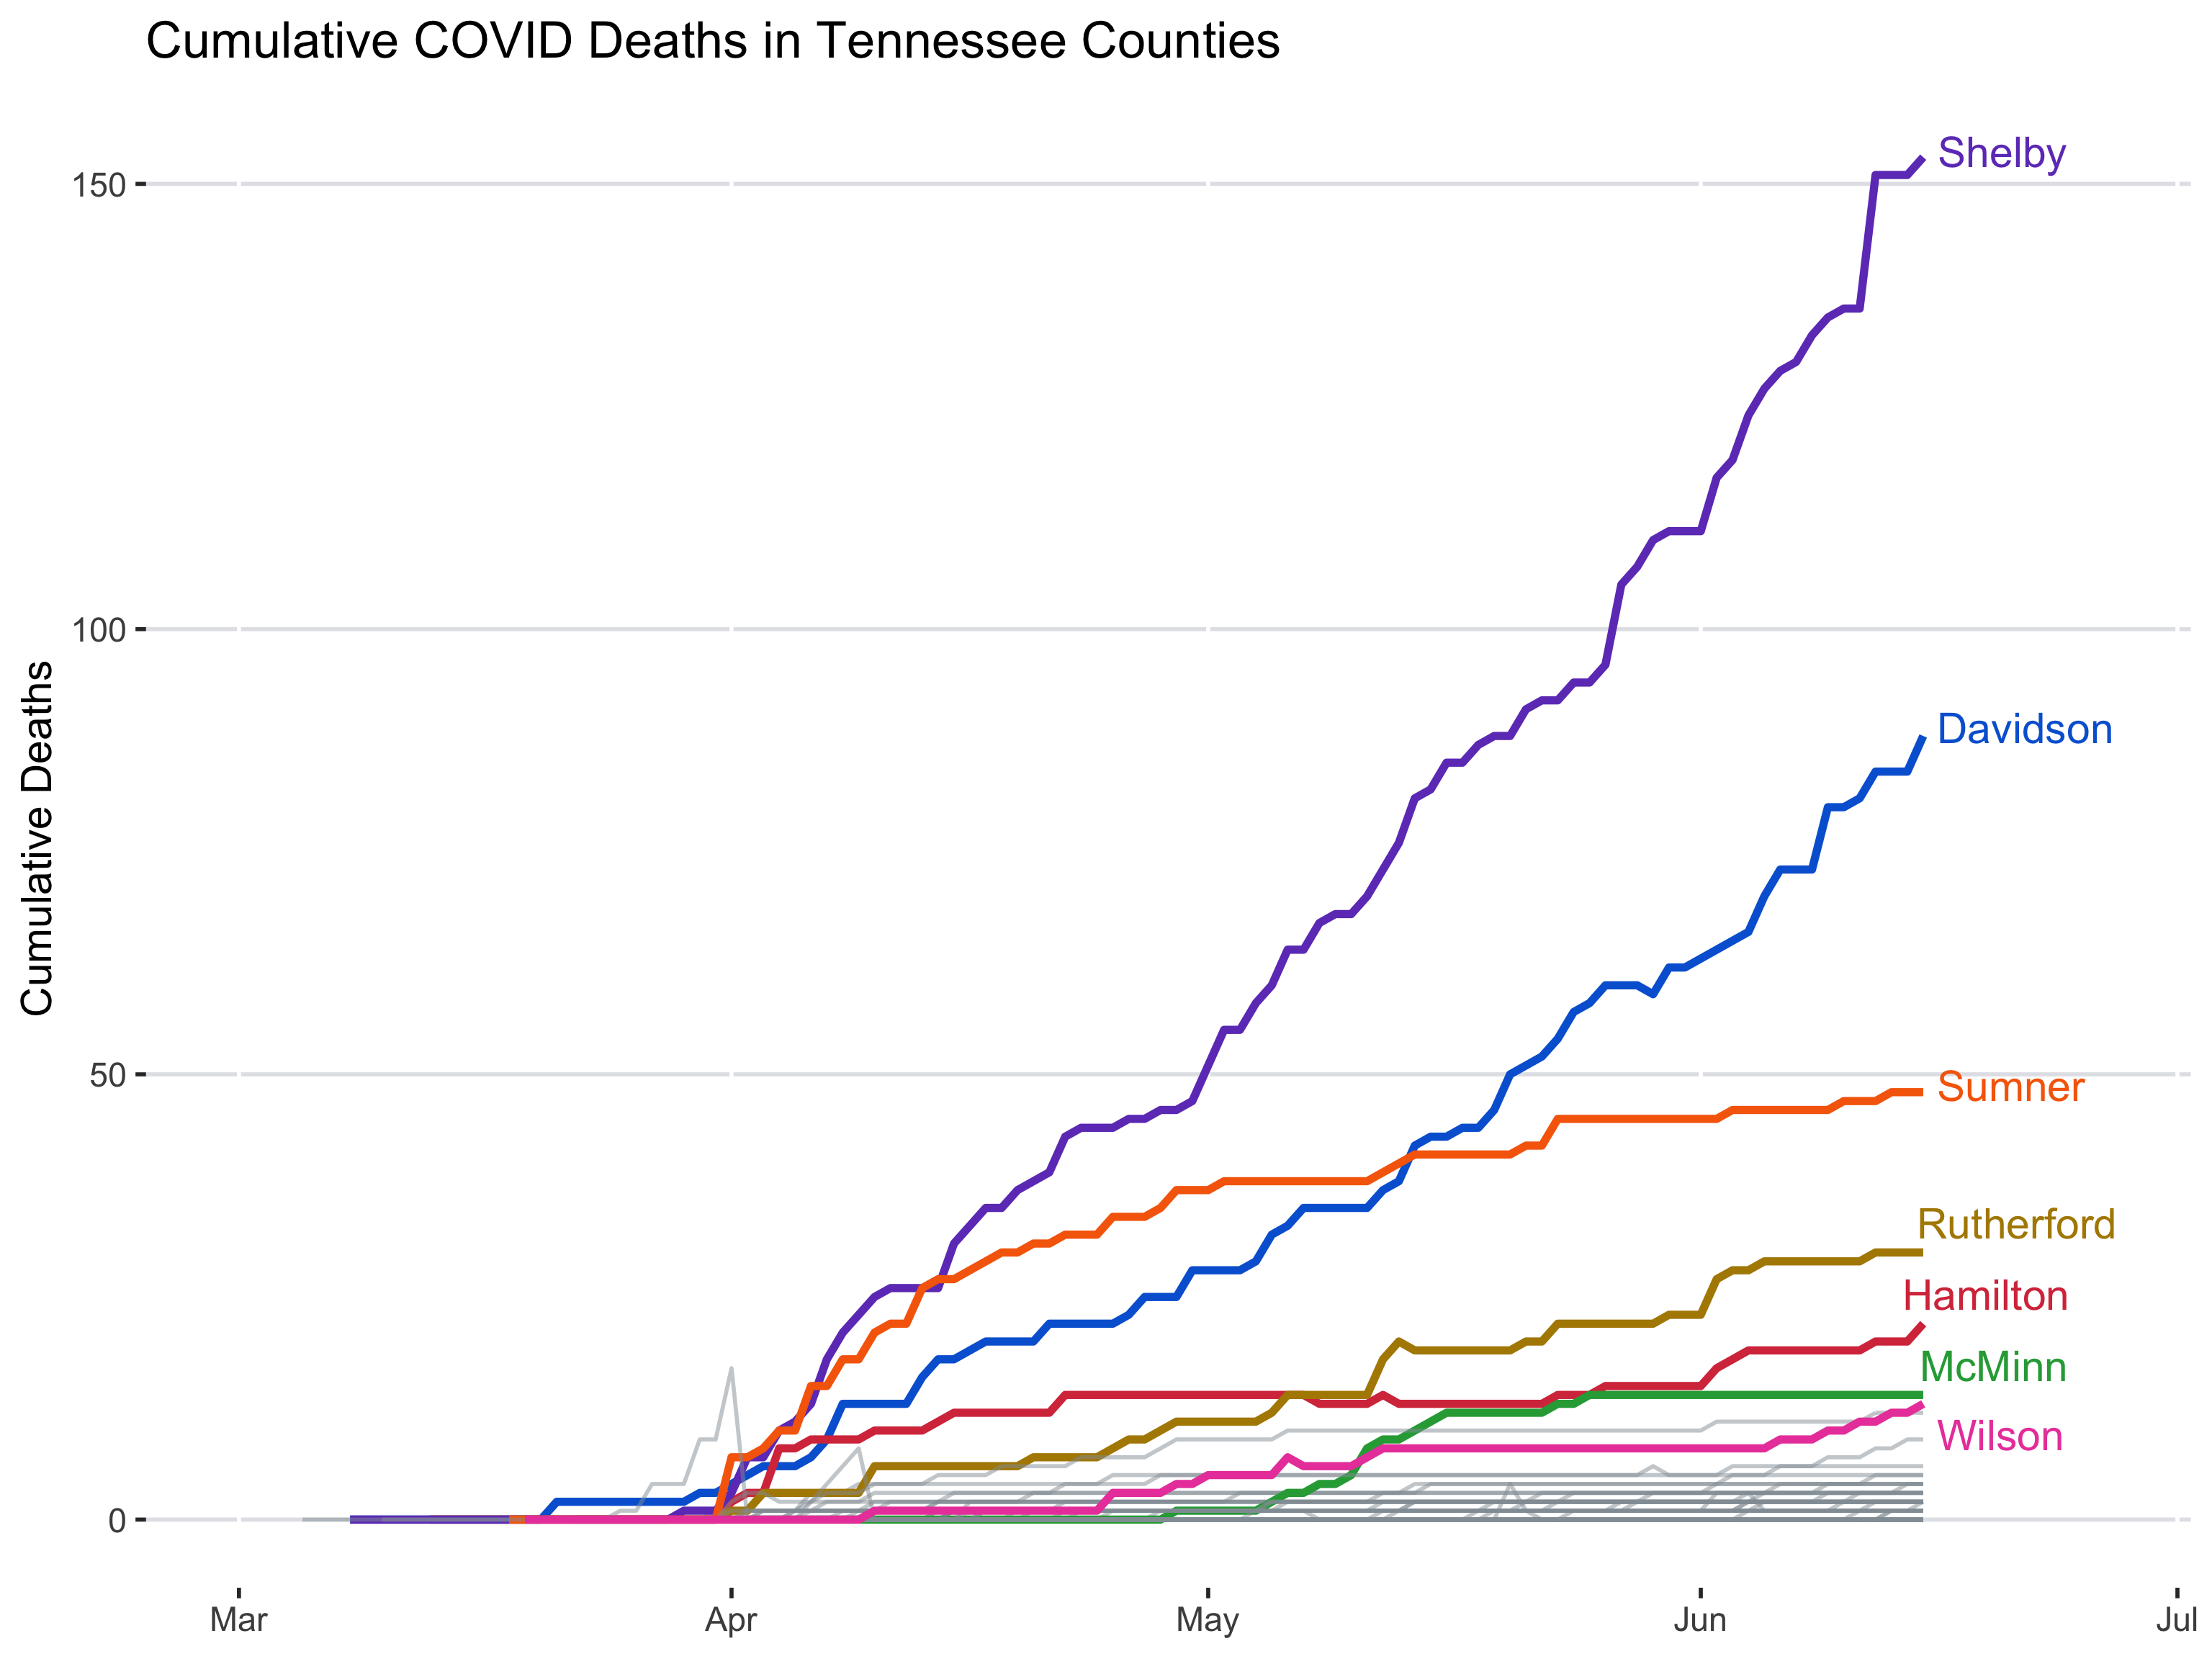 Cumulative COVID Deaths in Tennessee Counties
Shelby
150
100
Davidson
Cumulative Deaths
50
Sumner
Rutherford
Hamilton
McMinn
Wilson
0
Mar Apr May Jun Jul